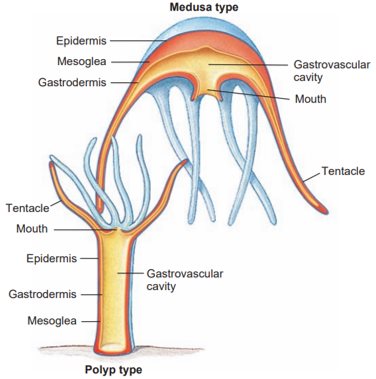 Medusa type
Epidermis
Mesoglea
Gastrodermis
Gastrovascular
cavity
Mouth
Tentacle
Tentacle
Mouth
Epidermis
Gastrodermis
Mesoglea
Gastrovascular
cavity
Polyp type